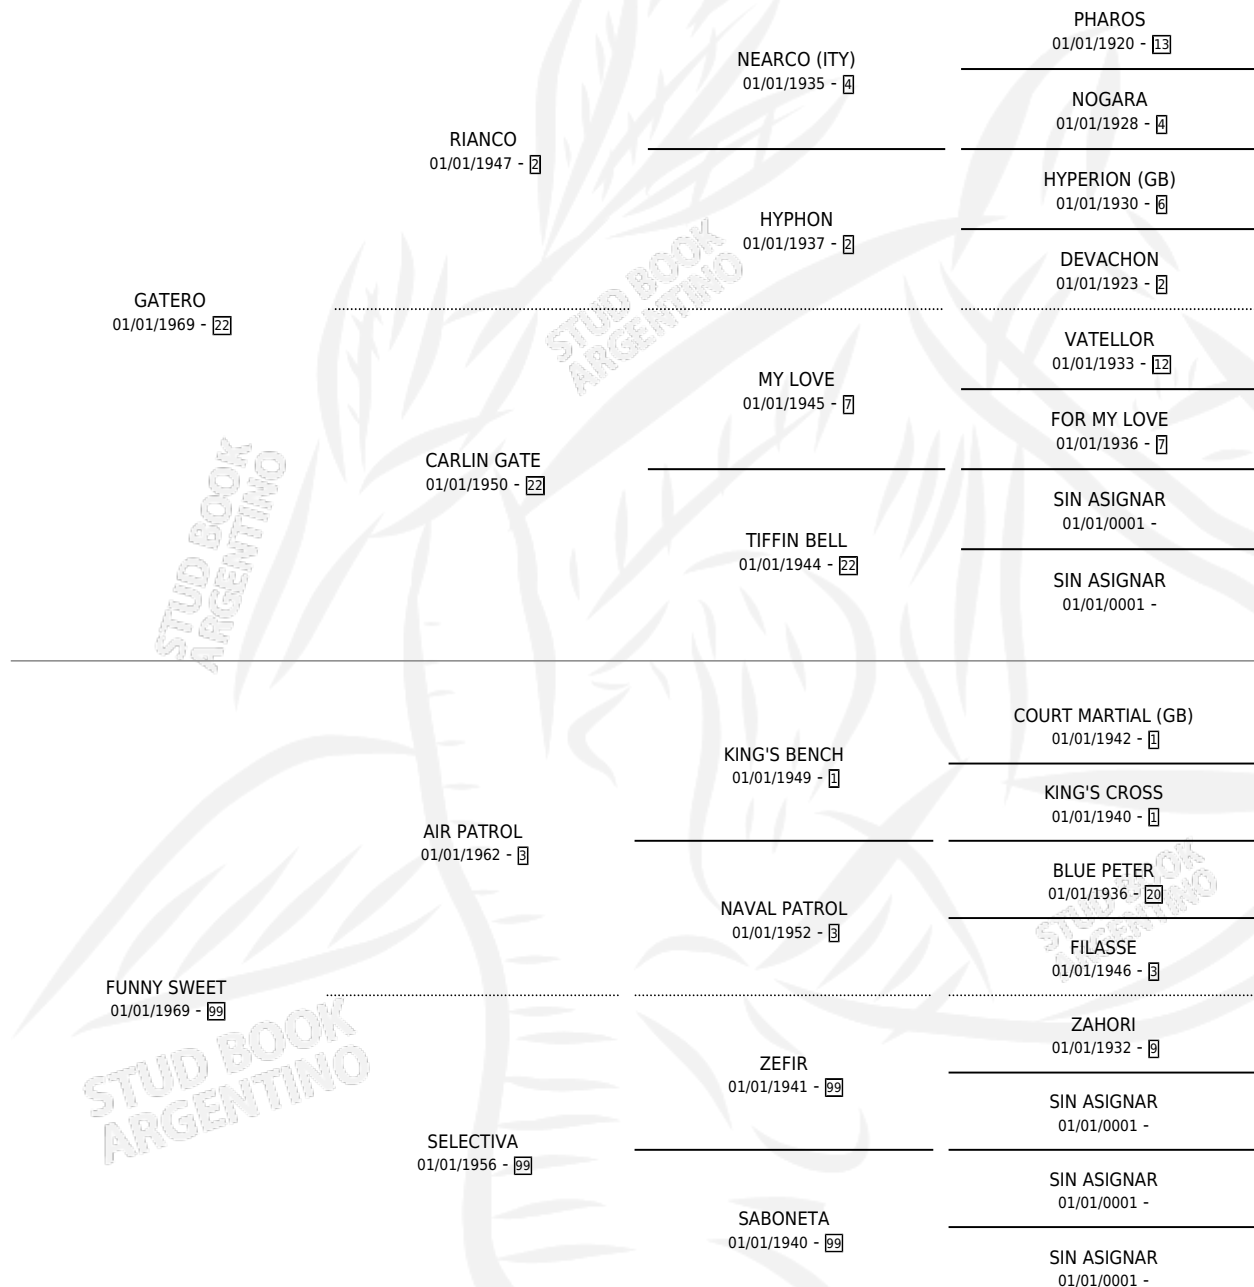 PHAROS
01/01/1920 - 13
NEARCO (ITY)
01/01/1935 - 4
NOGARA
01/01/1928 - 4
RIANCO
01/01/1947 - 2
HYPERION (GB)
01/01/1930 - 6
HYPHON
01/01/1937 - 2
DEVACHON
01/01/1923 - 2
GATERO
01/01/1969 - 22
VATELLOR
01/01/1933 - 12
MY LOVE
01/01/1945 - 7
FOR MY LOVE
01/01/1936 - 7
CARLIN GATE
01/01/1950 - 22
SIN ASIGNAR
01/01/0001 -
TIFFIN BELL
01/01/1944 - 22
SIN ASIGNAR
01/01/0001 -
COURT MARTIAL (GB)
01/01/1942 - 1
KING'S BENCH
01/01/1949 - 1
KING'S CROSS
01/01/1940 - 1
AIR PATROL
01/01/1962 - 3
BLUE PETER
01/01/1936 - 20
NAVAL PATROL
01/01/1952 - 3
FILASSE
01/01/1946 - 3
FUNNY SWEET
01/01/1969 - 99
ZAHORI
01/01/1932 - 9
ZEFIR
01/01/1941 - 99
SIN ASIGNAR
01/01/0001 -
SELECTIVA
01/01/1956 - 99
SIN ASIGNAR
01/01/0001 -
SABONETA
01/01/1940 - 99
SIN ASIGNAR
01/01/0001 -
STUD BOOK
ARGENTINO
STUD BOOK
ARGENTINO
STUD BOOK
ARGENTINO
STUD BOOK
ARGENTINO